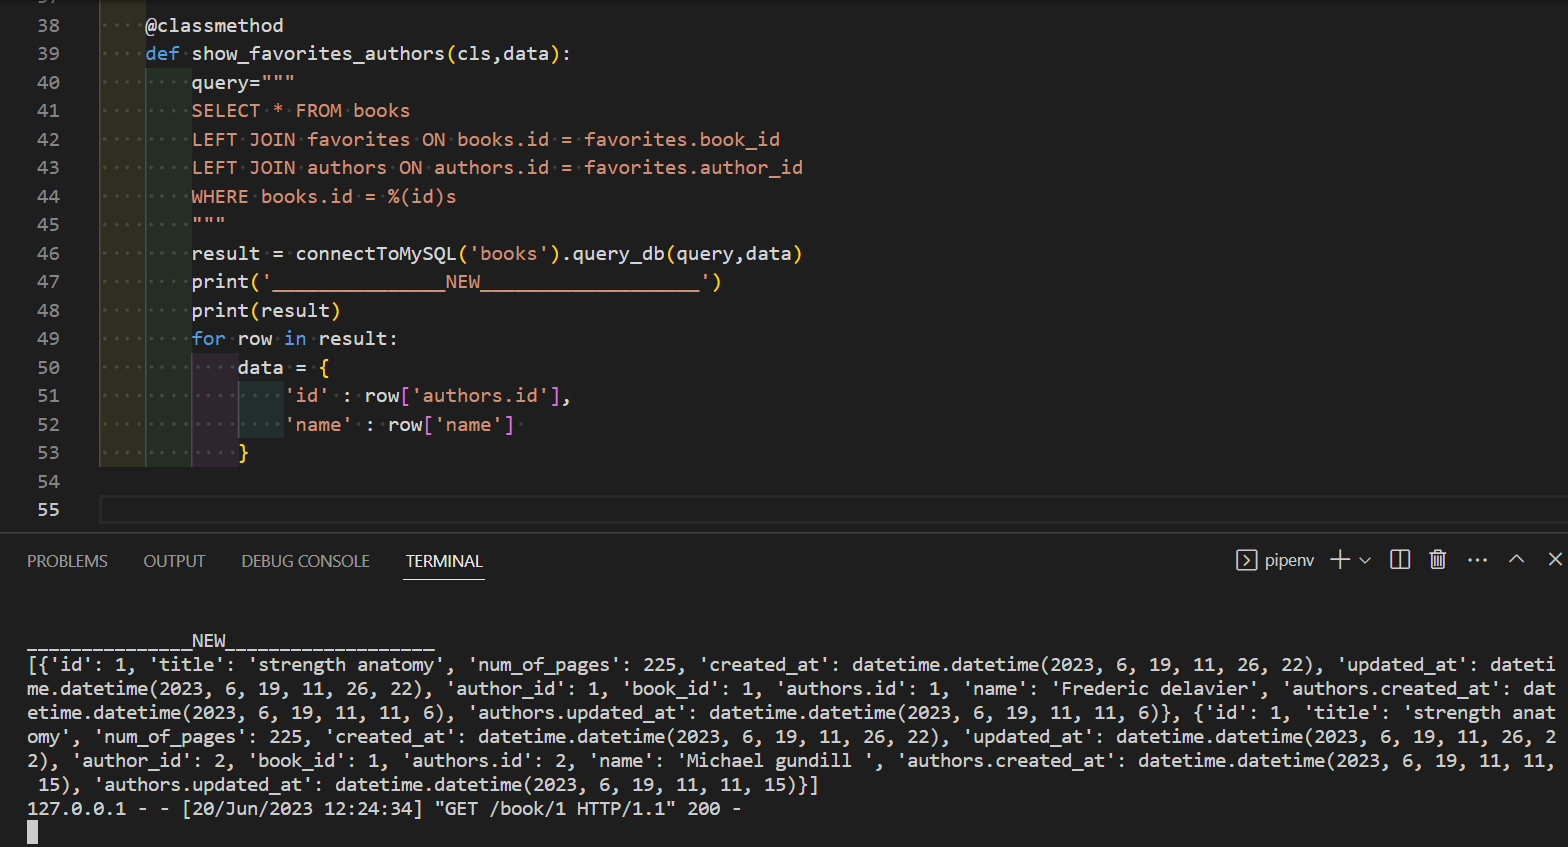 38 @classmethod
39 def show_favorites_authors(cls,data):
40 query="""
41 SELECT * FROM books
42 LEFT JOIN favorites ON books.id = favorites.book_id
43 LEFT JOIN authors ON authors.id = favorites.author_id
44 WHERE books.id = %(id)s
45 """
46 result = connectToMySQL('books').query_db(query,data)
47 print('_______________NEW___________________')
48 print(result)
49 for row in result:
50 data = {
51 'id' : row['authors.id'],
52 'name' : row['name']
53 }
54
55
PROBLEMS OUTPUT DEBUG CONSOLE TERMINAL pipenv
_______________NEW___________________
[{'id': 1, 'title': 'strength anatomy', 'num_of_pages': 225, 'created_at': datetime.datetime(2023, 6, 19, 11, 26, 22), 'updated_at': dateti
me.datetime(2023, 6, 19, 11, 26, 22), 'author_id': 1, 'book_id': 1, 'authors.id': 1, 'name': 'Frederic delavier', 'authors.created_at': dat
etime.datetime(2023, 6, 19, 11, 11, 6), 'authors.updated_at': datetime.datetime(2023, 6, 19, 11, 11, 6)}, {'id': 1, 'title': 'strength anat
omy', 'num_of_pages': 225, 'created_at': datetime.datetime(2023, 6, 19, 11, 26, 22), 'updated_at': datetime.datetime(2023, 6, 19, 11, 26, 2
2), 'author_id': 2, 'book_id': 1, 'authors.id': 2, 'name': 'Michael gundill ', 'authors.created_at': datetime.datetime(2023, 6, 19, 11, 11,
 15), 'authors.updated_at': datetime.datetime(2023, 6, 19, 11, 11, 15)}]
127.0.0.1 - - [20/Jun/2023 12:24:34] "GET /book/1 HTTP/1.1" 200 -